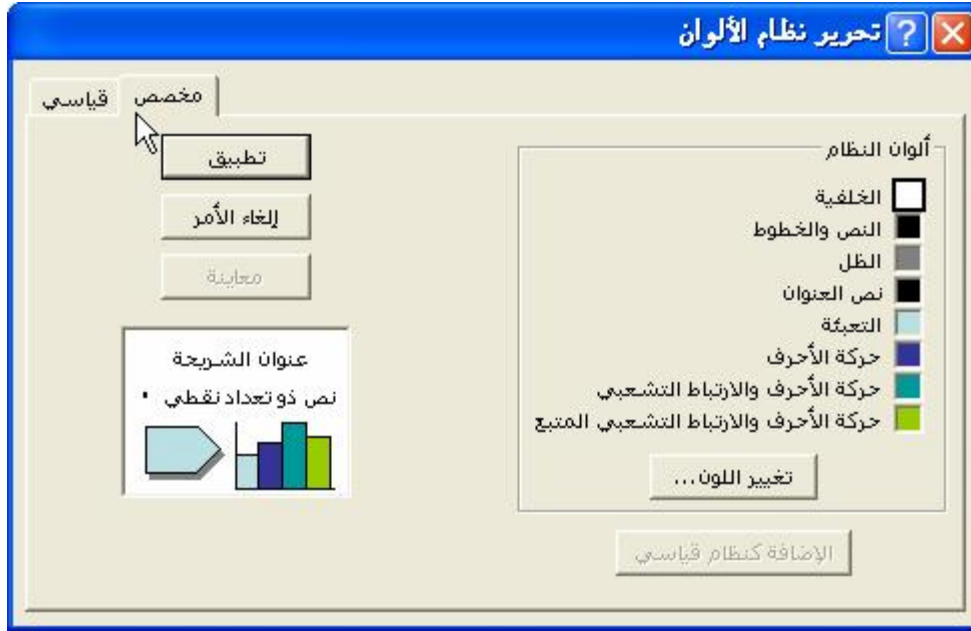 تحرير نظام الألوان
قياسي
مخصص
ألوان النظام
الخلفية
النص والخطوط
الظل
نص العنوان
التعبئة
حركة الأحرف
حركة الأحرف والارتباط التشعبي
حركة الأحرف والارتباط التشعبي المتبع
تغيير اللون...
الإضافة كنظام قياسي
تطبيق
إلغاء الأمر
معاينة
عنوان الشريحة
• نص ذو تعداد نقطي